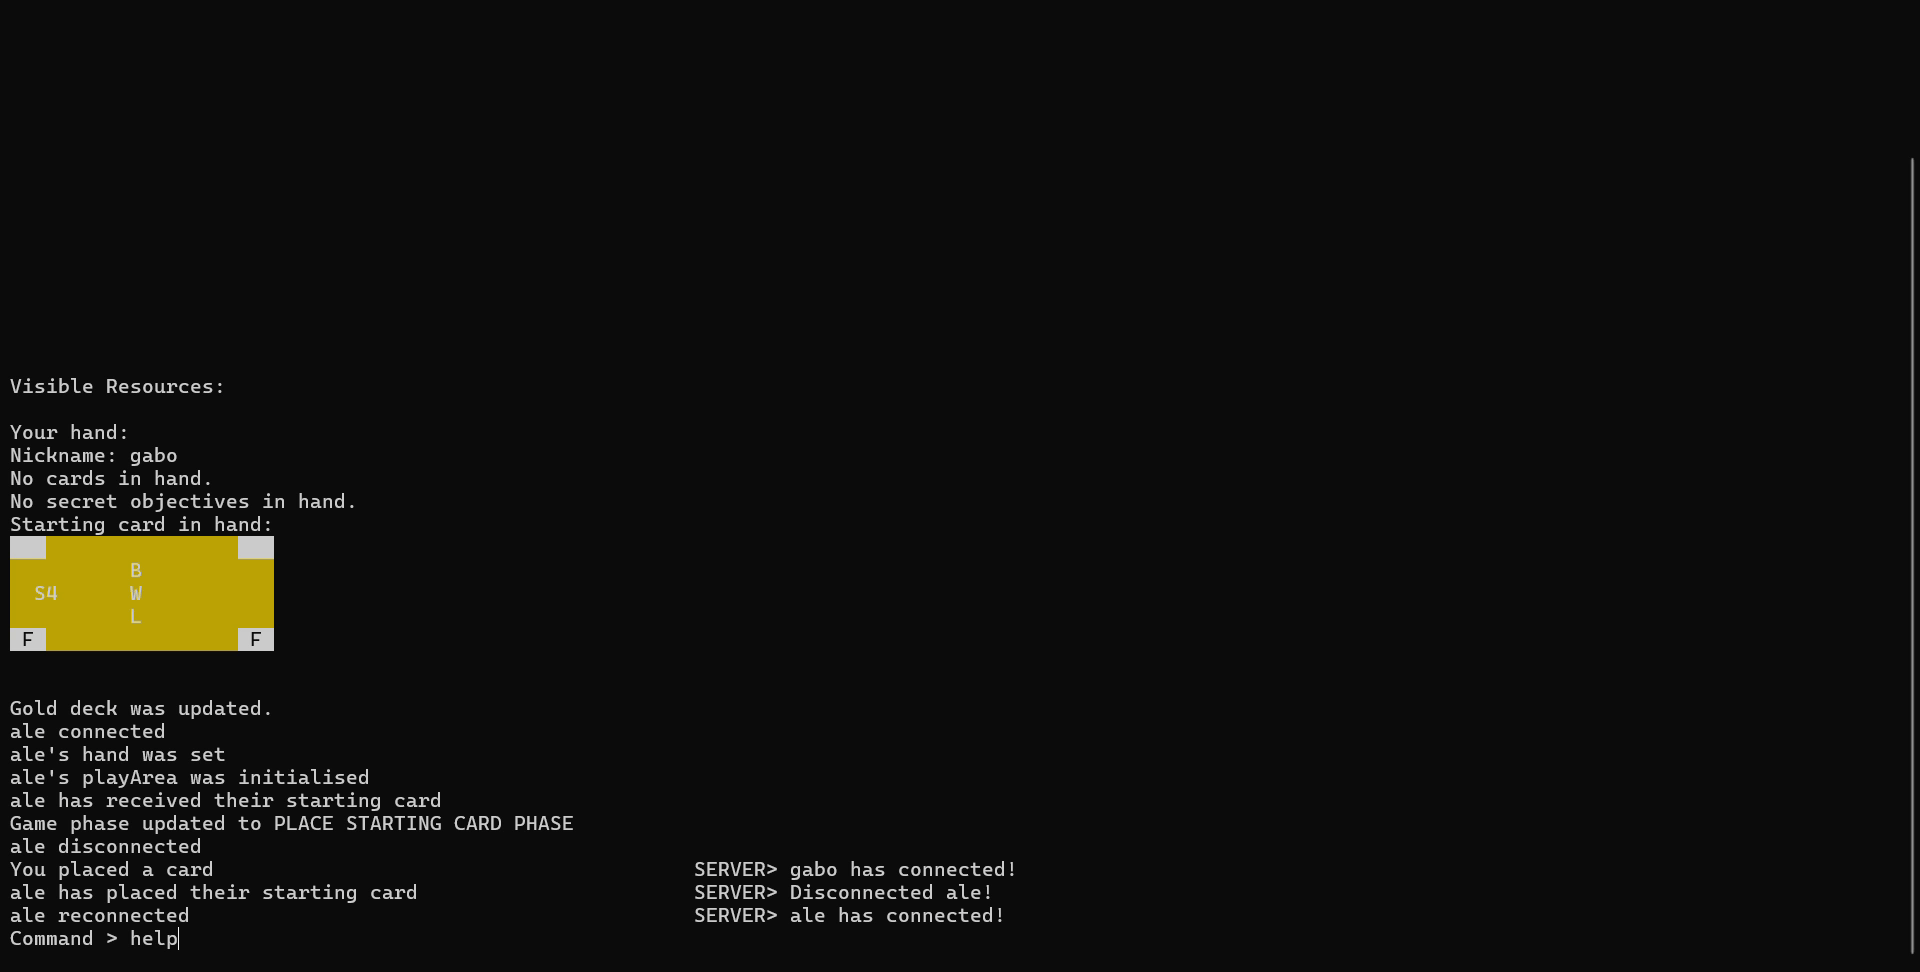 Visible Resources:
Your hand:
Nickname: gabo
No cards in hand.
No secret objectives in hand.
Starting card in hand:
B
S4 W
L
F F
Gold deck was updated.
ale connected
ale's hand was set
ale's playArea was initialised
ale has received their starting card
Game phase updated to PLACE STARTING CARD PHASE
ale disconnected
You placed a card SERVER> gabo has connected!
ale has placed their starting card SERVER> Disconnected ale!
ale reconnected SERVER> ale has connected!
Command > help